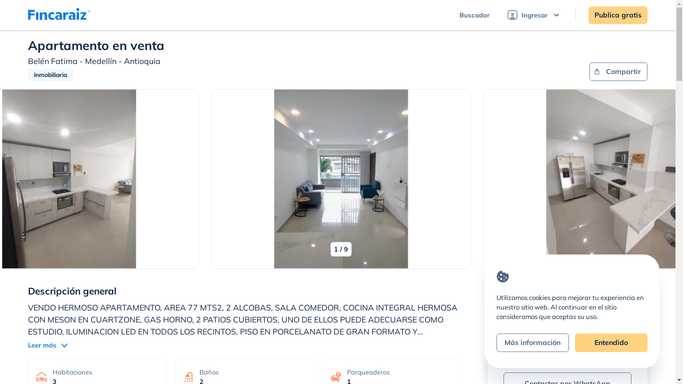 Fincaraiz
Buscador
Ingresar
Publica gratis
Apartamento en venta
Belén Fatima - Medellín - Antioquia
Inmobiliaria
Compartir
1 / 9
Descripción general
VENDO HERMOSO APARTAMENTO, AREA 77 MTS2, 2 ALCOBAS, SALA COMEDOR, COCINA INTEGRAL HERMOSA
CON MESON EN CUARTZONE, GAS HORNO, 2 PATIOS CUBIERTOS, UNO DE ELLOS PUEDE ADECUARSE COMO
ESTUDIO, ILUMINACION LED EN TODOS LOS RECINTOS, PISO EN PORCELANATO DE GRAN FORMATO Y...
Leer más
Habitaciones
3
Baños
2
Parqueaderos
1
Utilizamos cookies para mejorar tu experiencia en
nuestro sitio web. Al continuar en el sitio
consideramos que aceptas su uso.
Más información
Entendido
Contactar por WhatsApp